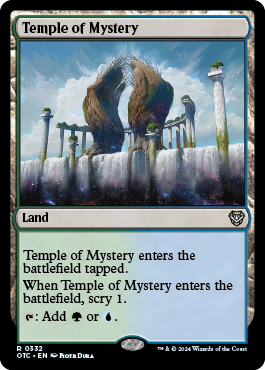 Temple of Mystery
Land
Temple of Mystery enters the
battlefield tapped.
When Temple of Mystery enters the
battlefield, scry 1.
: Add or .
R 0332
OTC • EN Piotr Dura
™ & © 2024 Wizards of the Coast